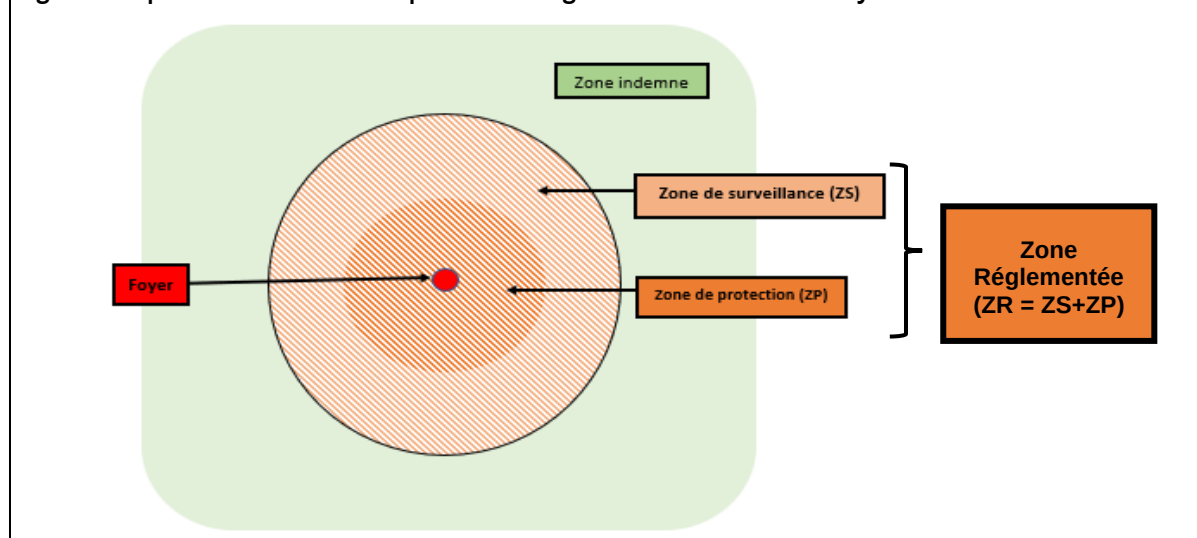 Zone indemne
Zone de surveillance (ZS)
Foyer
Zone de protection (ZP)
Zone
Réglementée
(ZR = ZS+ZP)